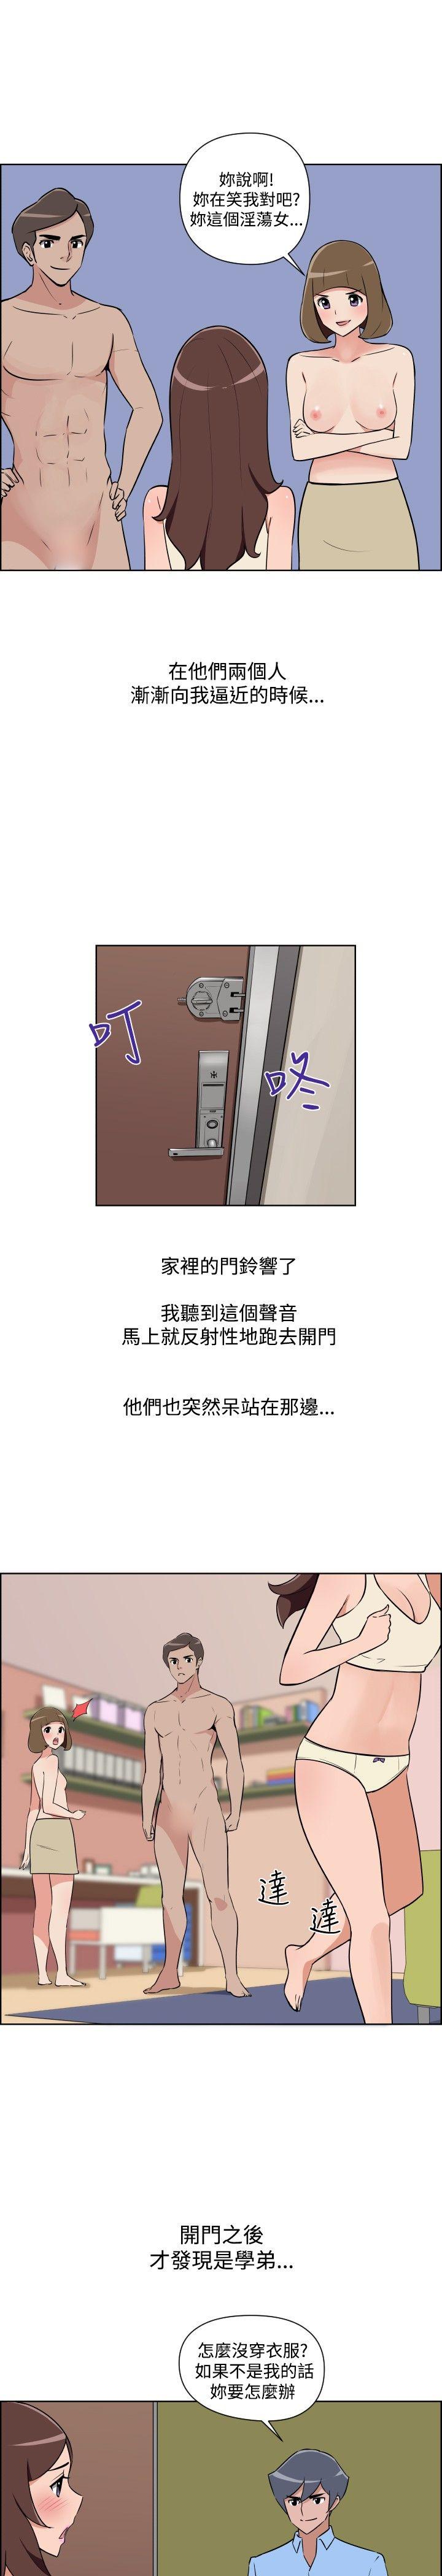 妳說啊!
妳在笑我對吧?
妳這個淫蕩女...
在他們兩個人
漸漸向我逼近的時候...
叮
咚
家裡的門鈴響了
我聽到這個聲音
馬上就反射性地跑去開門
他們也突然呆站在那邊...
達
達
開門之後
才發現是學弟...
怎麼沒穿衣服?
如果不是我的話
妳要怎麼辦